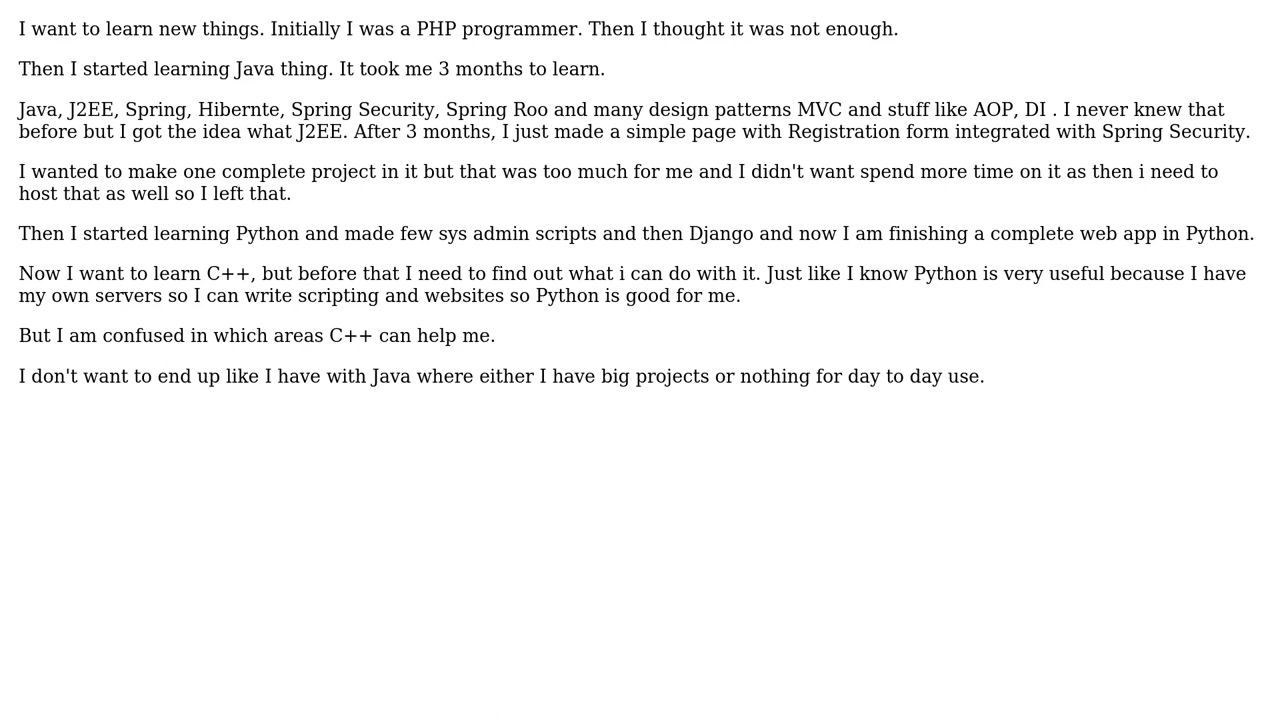 I want to learn new things. Initially I was a PHP programmer. Then I thought it was not enough.
Then I started learning Java thing. It took me 3 months to learn.
Java, J2EE, Spring, Hibernte, Spring Security, Spring Roo and many design patterns MVC and stuff like AOP, DI . I never knew that
before but I got the idea what J2EE. After 3 months, I just made a simple page with Registration form integrated with Spring Security.
I wanted to make one complete project in it but that was too much for me and I didn't want spend more time on it as then i need to
host that as well so I left that.
Then I started learning Python and made few sys admin scripts and then Django and now I am finishing a complete web app in Python.
Now I want to learn C++, but before that I need to find out what i can do with it. Just like I know Python is very useful because I have
my own servers so I can write scripting and websites so Python is good for me.
But I am confused in which areas C++ can help me.
I don't want to end up like I have with Java where either I have big projects or nothing for day to day use.